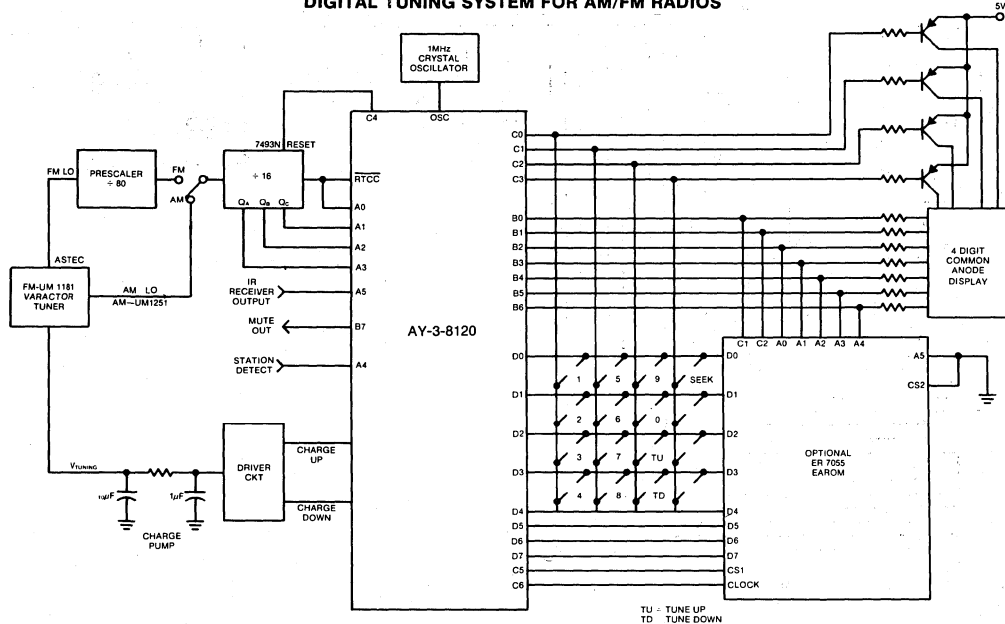 DIGITAL TUNING SYSTEM FOR AM/FM RADIOS
5V
1MHz
CRYSTAL
OSCILLATOR
C4
OSC
7493N
RESET
÷ 16
QA QB QC
FM LO
PRESCALER
÷ 80
FM
AM
ASTEC
FM-UM 1181
VARACTOR
TUNER
AM LO
AM-UM1251
RTCC
A0
A1
A2
A3
IR
RECEIVER
OUTPUT
A5
MUTE
OUT
B7
STATION
DETECT
A4
AY-3-8120
C0
C1
C2
C3
B0
B1
B2
B3
B4
B5
B6
4 DIGIT
COMMON
ANODE
DISPLAY
C1 C2 A0 A1 A2 A3 A4
D0
D0
A5
1 5 9 SEEK
CS2
D1
D1
2 6 0
D2
D2
3 7 TU
D3
D3
4 8 TD
D4
D5
D5
D6
D6
D7
D7
C5
CS1
C6
CLOCK
OPTIONAL
ER 7055
EAROM
VTUNING
10µF
1µF
CHARGE
PUMP
DRIVER
CKT
CHARGE
UP
CHARGE
DOWN
D4
TU = TUNE UP
TD TUNE DOWN